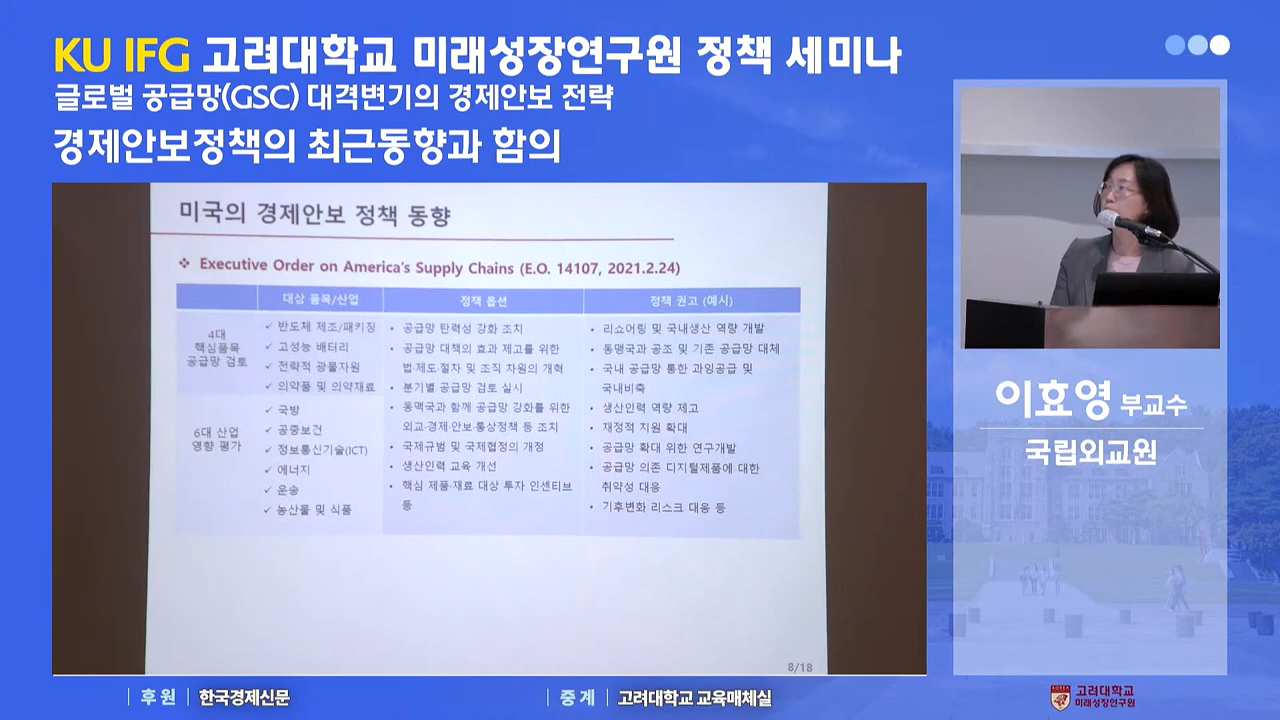 KU IFG 고려대학교 미래성장연구원 정책 세미나
글로벌 공급망(GSC) 대격변기의 경제안보 전략
경제안보정책의 최근동향과 함의
미국의 경제안보 정책 동향
❖ Executive Order on America's Supply Chains (E.O. 14107, 2021.2.24)
대상 품목/산업
정책 옵션
정책 권고 (예시)
4대
핵심품목
공급망 검토
✓ 반도체 제조/패키징
✓ 고성능 배터리
✓ 전략적 광물자원
✓ 의약품 및 의약재료
6대 산업
영향 평가
✓ 국방
✓ 공중보건
✓ 정보통신기술(ICT)
✓ 에너지
✓ 운송
✓ 농산물 및 식품
• 공급망 탄력성 강화 조치
• 공급망 대책의 효과 제고를 위한
법·제도·절차 및 조직 차원의 개혁
• 분기별 공급망 검토 실시
• 동맹국과 함께 공급망 강화를 위한
외교·경제·안보·통상정책 등 조치
• 국제규범 및 국제협정의 개정
• 생산인력 교육 개선
• 핵심 제품·재료 대상 투자 인센티브
등
• 리쇼어링 및 국내생산 역량 개발
• 동맹국과 공조 및 기존 공급망 대체
• 국내 공급망 통한 과잉공급 및
국내비축
• 생산인력 역량 제고
• 재정적 지원 확대
• 공급망 확대 위한 연구개발
• 공급망 의존 디지털제품에 대한
취약성 대응
• 기후변화 리스크 대응 등
8/18
이효영 부교수
국립외교원
후원 한국경제신문
중계 고려대학교 교육매체실
고려대학교
미래성장연구원